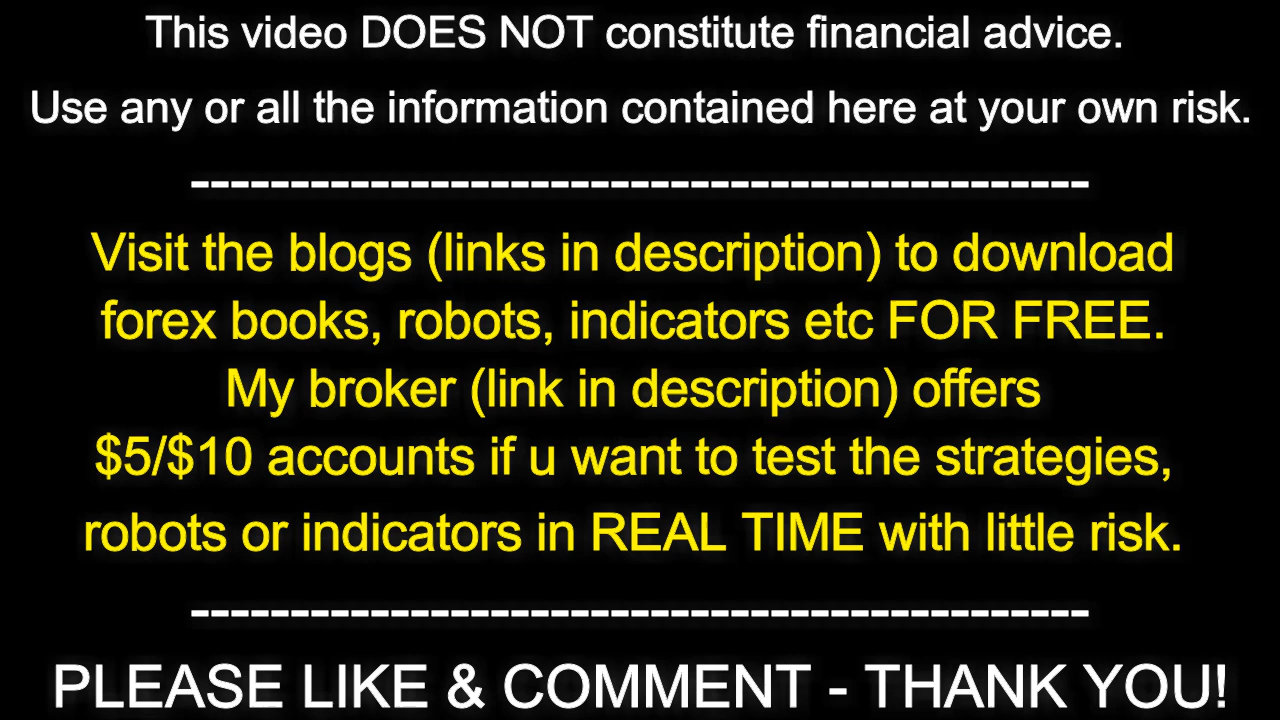 This video DOES NOT constitute financial advice.
Use any or all the information contained here at your own risk.
---------------------------------------------
Visit the blogs (links in description) to download
forex books, robots, indicators etc FOR FREE.
My broker (link in description) offers
$5/$10 accounts if u want to test the strategies,
robots or indicators in REAL TIME with little risk.
---------------------------------------------
PLEASE LIKE & COMMENT - THANK YOU!